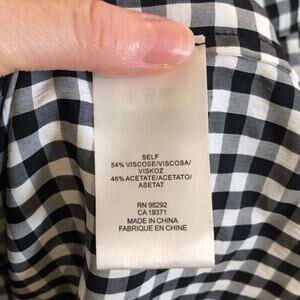 SELF
54% VISCOSE/VISCOSA/
VISKOZ
46% ACETATE/ACETATO/
ASETAT
RN 98292
CA 19371
MADE IN CHINA
FABRIQUE EN CHINE